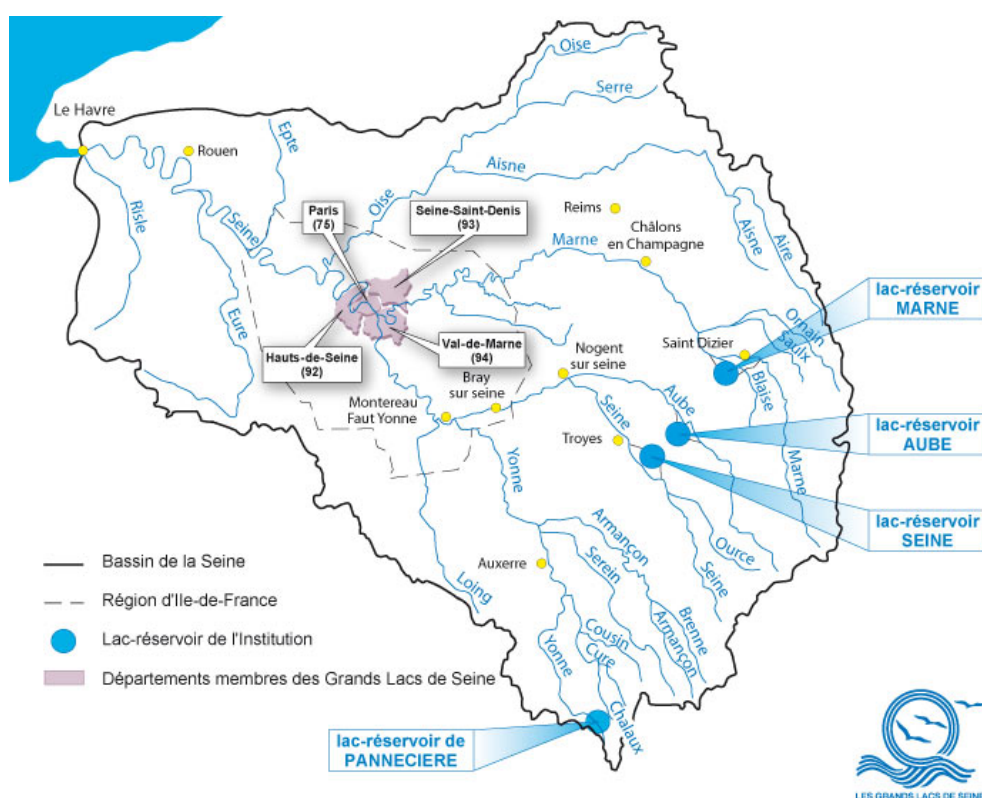 Oise
Serre
Le Havre
Epte
Rouen
Aisne
Oise
Paris
(75)
Seine-Saint-Denis
(93)
Reims
Risle
Seine
Marne
Châlons
en Champagne
Aisne
Aire
lac-réservoir
MARNE
Eure
Ornain
Saulx
Saint Dizier
Hauts-de-Seine
(92)
Val-de-Marne
(94)
Nogent
sur seine
Bray
sur seine
Blaise
Montereau
Faut Yonne
Seine
Aube
lac-réservoir
AUBE
Troyes
Marne
Yonne
lac-réservoir
SEINE
Armançon
Serein
Ource
Bassin de la Seine
Auxerre
Seine
Loing
Région d'Ile-de-France
Lac-réservoir de l'Institution
Brenne
Armançon
Cousin
Cure
Yonne
Départements membres des Grands Lacs de Seine
Chalaux
lac-réservoir de
PANNECIERE
LES GRANDS LACS DE SEINE